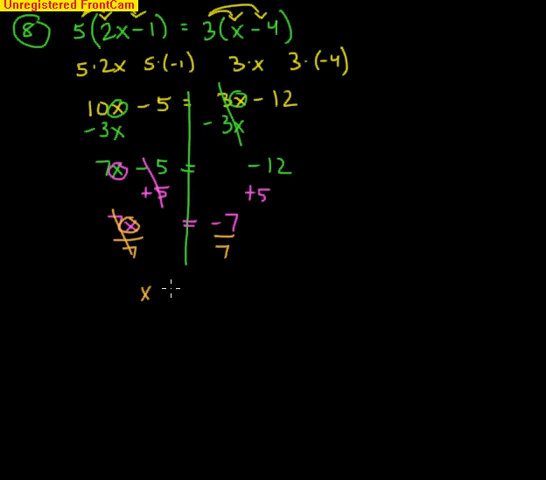 Unregistered FrontCam
8 5(2x-1) = 3(x-4)
5·2x 5·(-1) 3·x 3·(-4)
10x - 5 = 3x - 12
-3x -3x
7x - 5 = -12
+5 +5
7x = -7
7 7
x